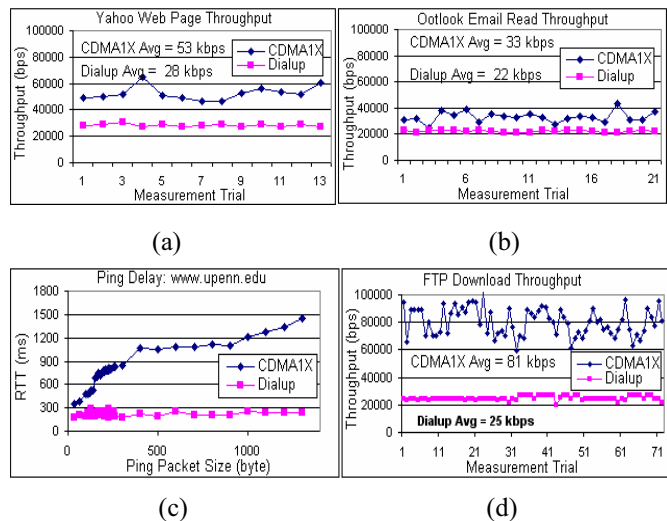 Yahoo Web Page Throughput
Throughput (bps)
100000
80000
60000
40000
20000
0
CDMA1X Avg = 53 kbps
CDMA1X
Dialup
Dialup Avg = 28 kbps
1 3 5 7 9 11 13
Measurement Trial
(a)
Ootlook Email Read Throughput
Throughput (bps)
100000
80000
60000
40000
20000
0
CDMA1X Avg = 33 kbps
CDMA1X
Dialup
Dialup Avg = 22 kbps
1 6 11 16 21
Measurement Trial
(b)
Ping Delay: www.upenn.edu
RTT (ms)
1800
1500
1200
900
600
300
0
CDMA1X
Dialup
0 500 1000
Ping Packet Size (byte)
(c)
FTP Download Throughput
Throughput (bps)
100000
80000
60000
40000
20000
0
CDMA1X Avg = 81 kbps
CDMA1X
Dialup
Dialup Avg = 25 kbps
1 11 21 31 41 51 61 71
Measurement Trial
(d)